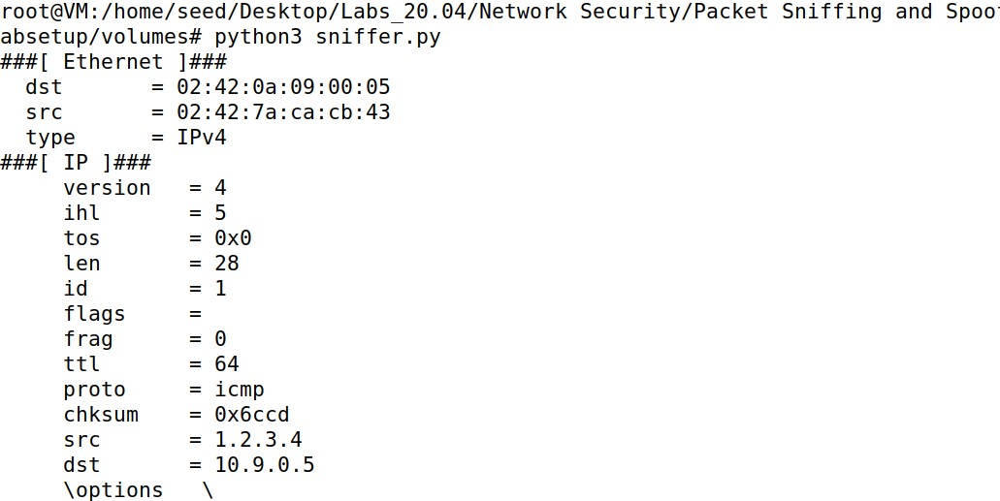 root@VM:/home/seed/Desktop/Labs_20.04/Network Security/Packet Sniffing and Spoo
absetup/volumes# python3 sniffer.py
###[ Ethernet ]###
  dst       = 02:42:0a:09:00:05
  src       = 02:42:7a:ca:cb:43
  type      = IPv4
###[ IP ]###
     version   = 4
     ihl       = 5
     tos       = 0x0
     len       = 28
     id        = 1
     flags     =
     frag      = 0
     ttl       = 64
     proto     = icmp
     chksum    = 0x6ccd
     src       = 1.2.3.4
     dst       = 10.9.0.5
     \options   \